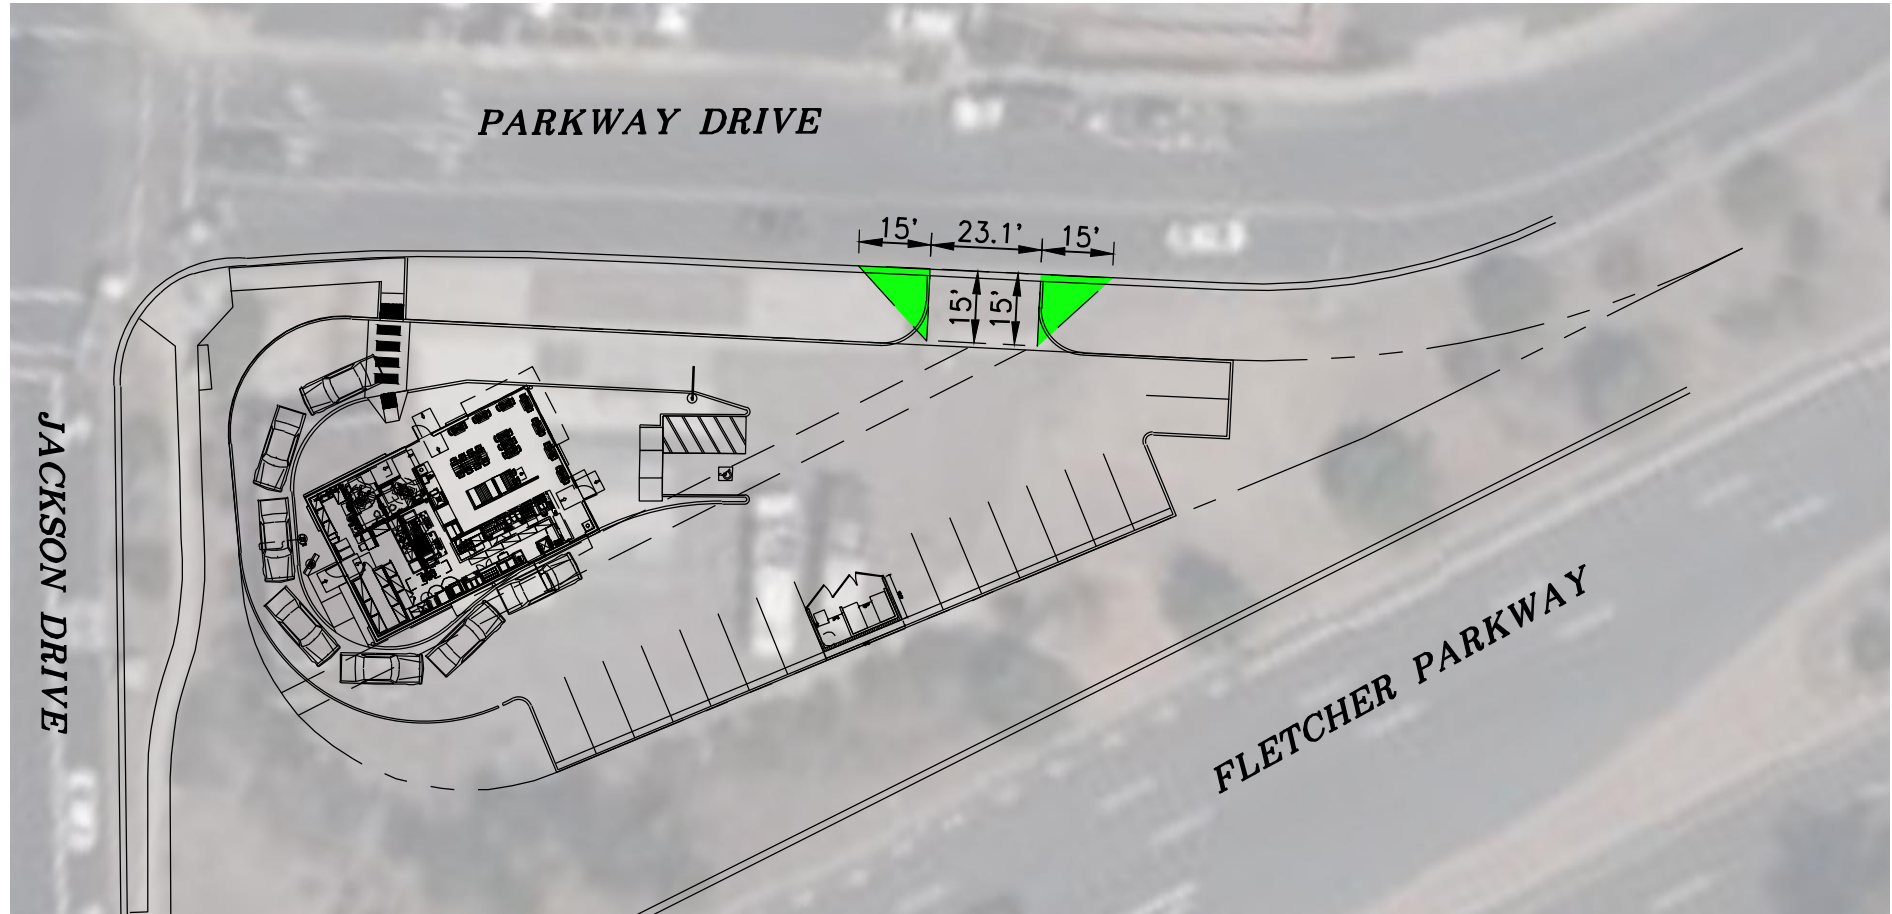 PARKWAY DRIVE
15' 23.1' 15'
15' 15'
JACKSON DRIVE
FLETCHER PARKWAY